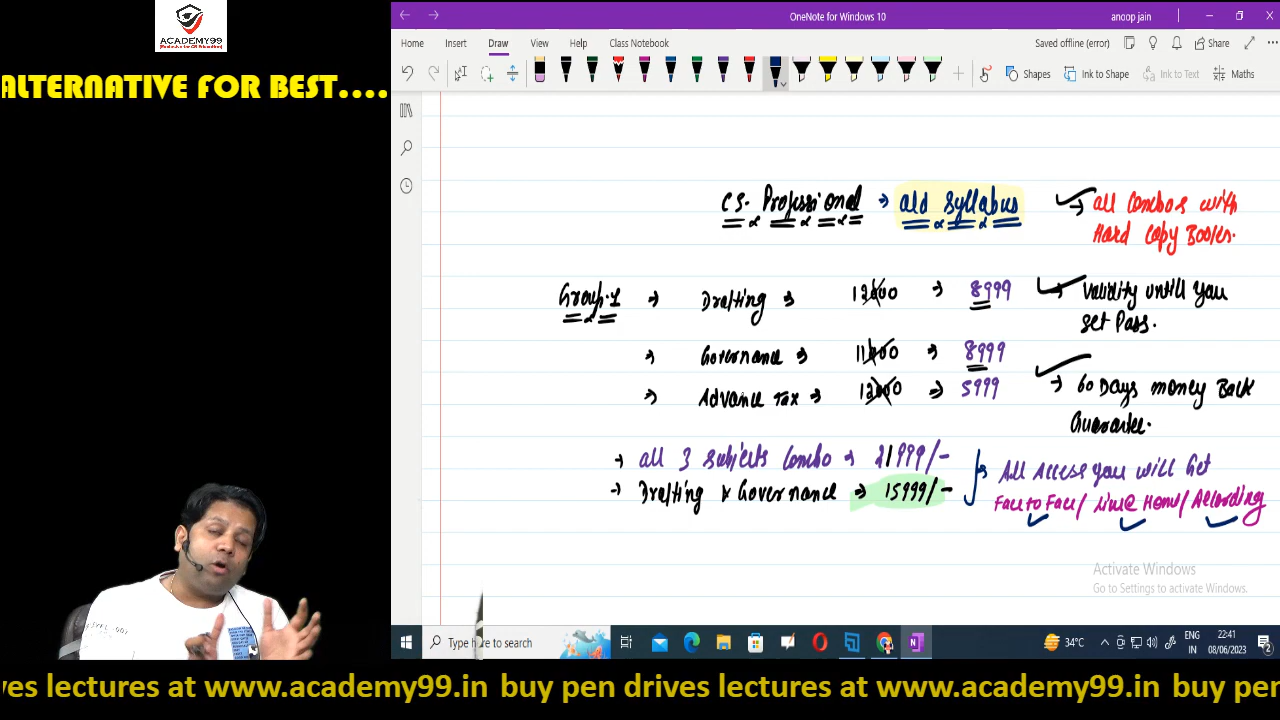 ACADEMY99
ALTERNATIVE FOR BEST....
OneNote for Windows 10
anoop jain
Home Insert Draw View Help Class Notebook
Saved offline (error)
Share
Shapes
Ink to Shape
Ink to Text
Maths
CS. Professional → old syllabus
→ all Combos with
Hard Copy Books.
Group-1 → Drafting → 12000 → 8999
→ Validity until you
get Pass.
→ Governance → 11000 → 8999
→ Advance Tax → 12000 → 5999
→ 60 Days money Back
Guarantee.
→ all 3 subjects Combo → 21999/-
→ Drafting & Governance → 15999/-
All Access you will Get
Face to Face/ Live@Home/ According
Activate Windows
Go to Settings to activate Windows.
Type here to search
34°C
ENG
IN
22:41
08/06/2023
2
ves lectures at www.academy99.in buy pen drives lectures at www.academy99.in buy pen